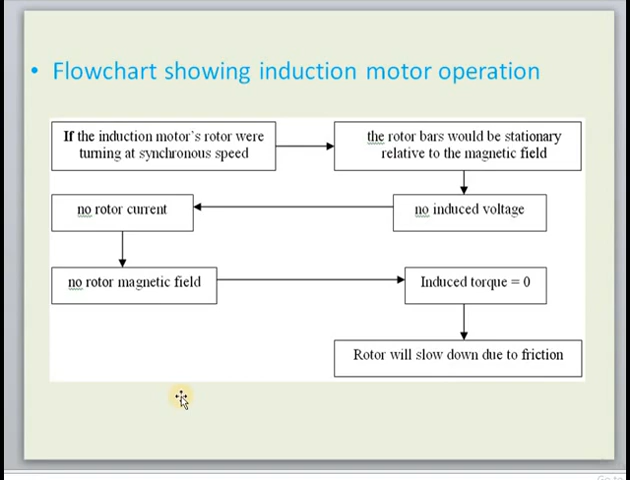 • Flowchart showing induction motor operation
If the induction motor's rotor were
turning at synchronous speed
the rotor bars would be stationary
relative to the magnetic field
no rotor current
no induced voltage
no rotor magnetic field
Induced torque = 0
Rotor will slow down due to friction
Go to